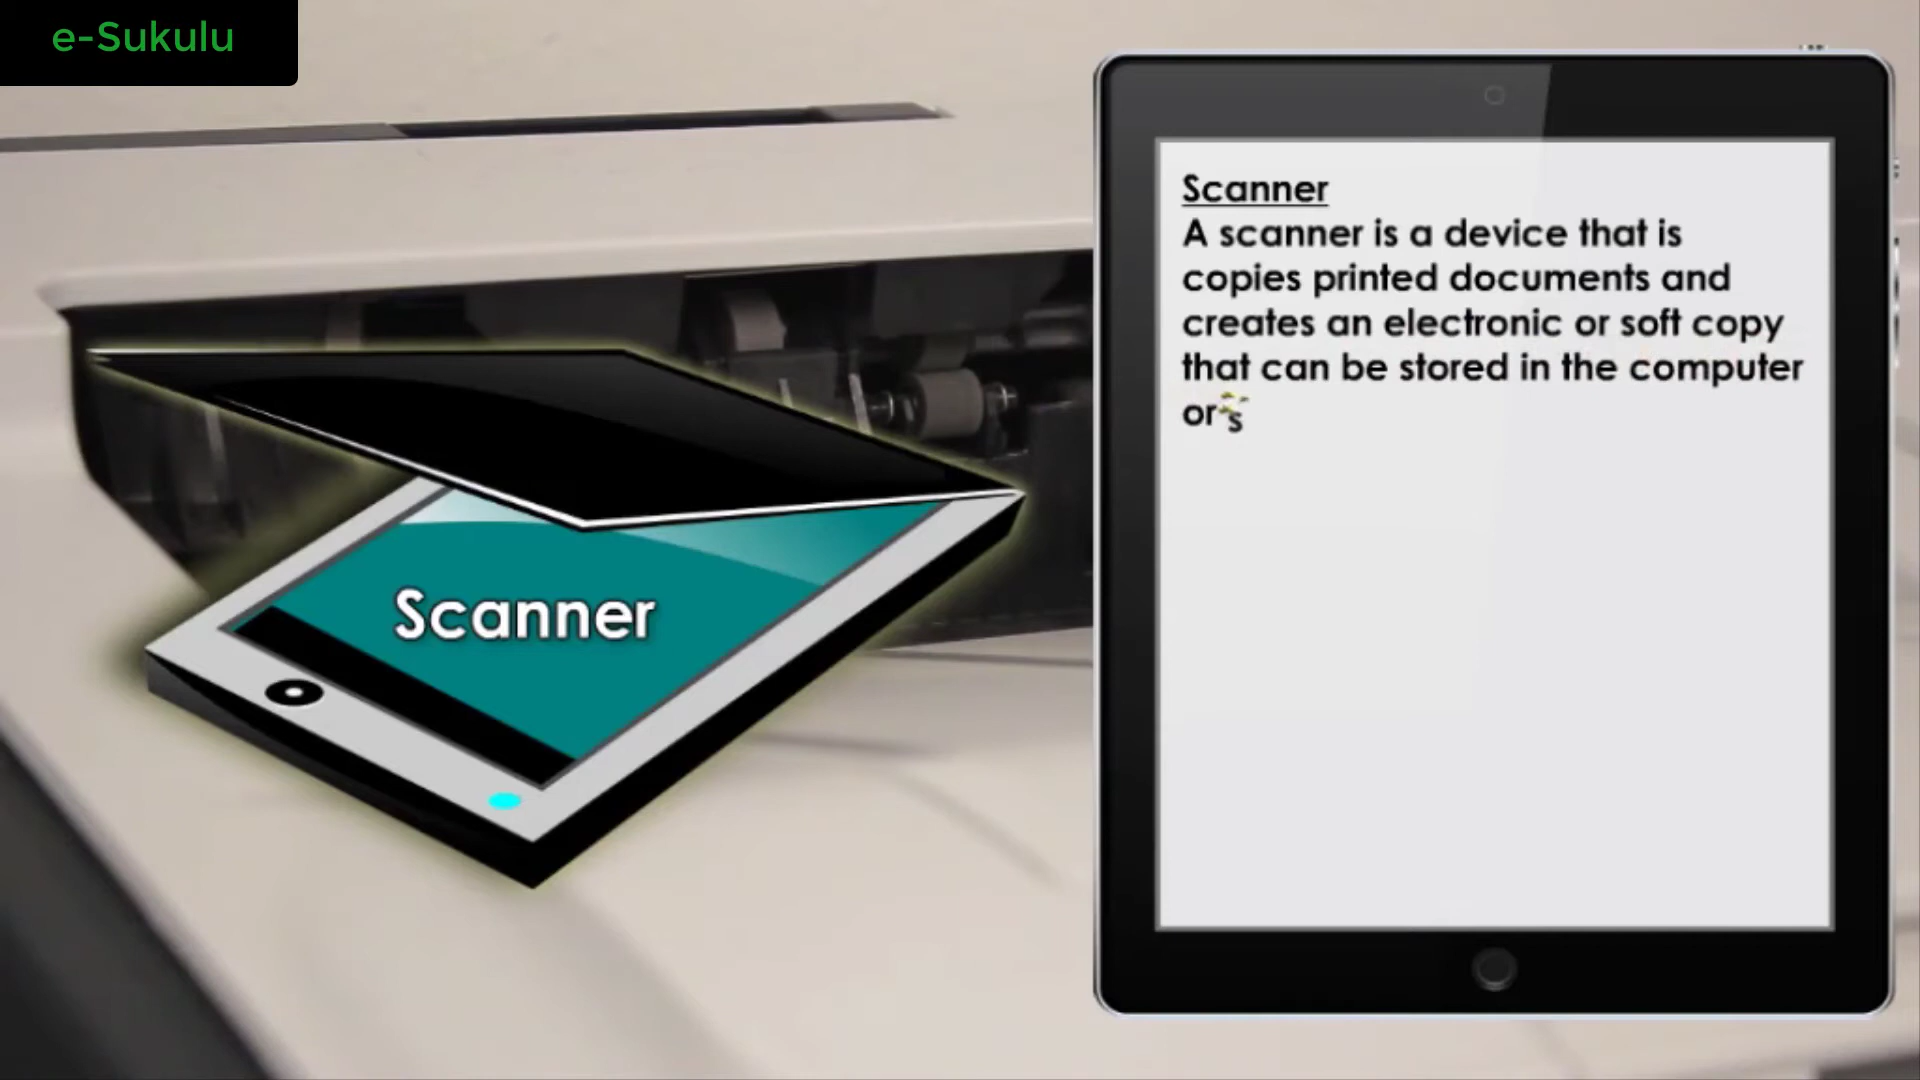 e-Sukulu
Scanner
A scanner is a device that is
copies printed documents and
creates an electronic or soft copy
that can be stored in the computer
or s
Scanner